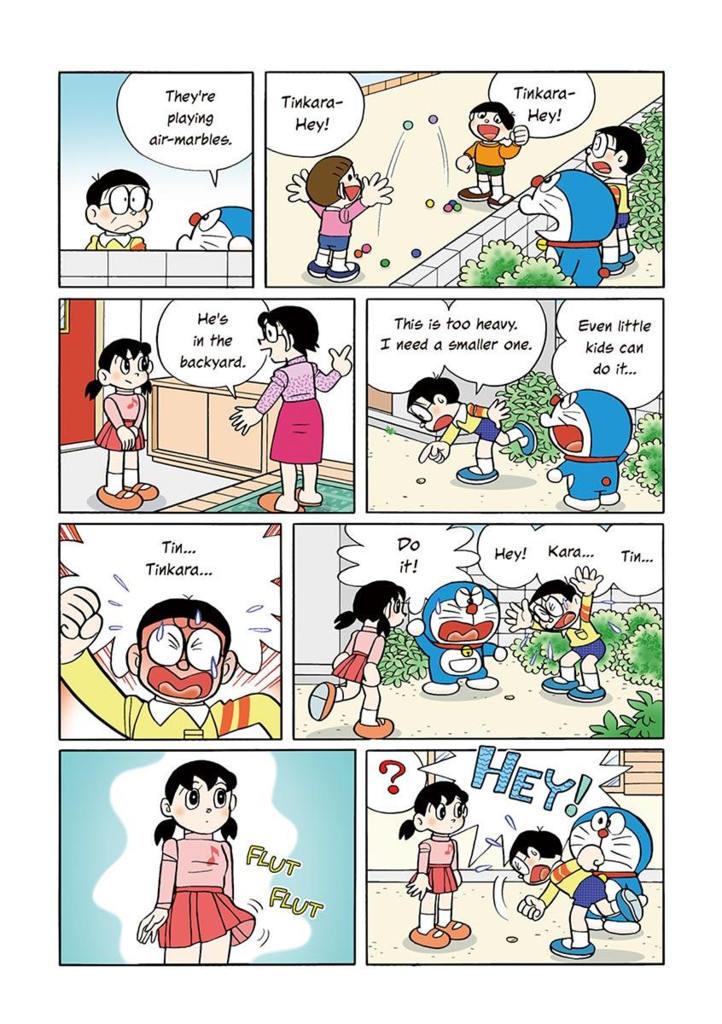 They're
playing
air-marbles.
Tinkara-
Hey!
Tinkara-
Hey!
He's
in the
backyard.
This is too heavy.
I need a smaller one.
Even little
kids can
do it...
Tin...
Tinkara...
Do
it!
Hey! Kara... Tin...
FLUT
FLUT
?
HEY!